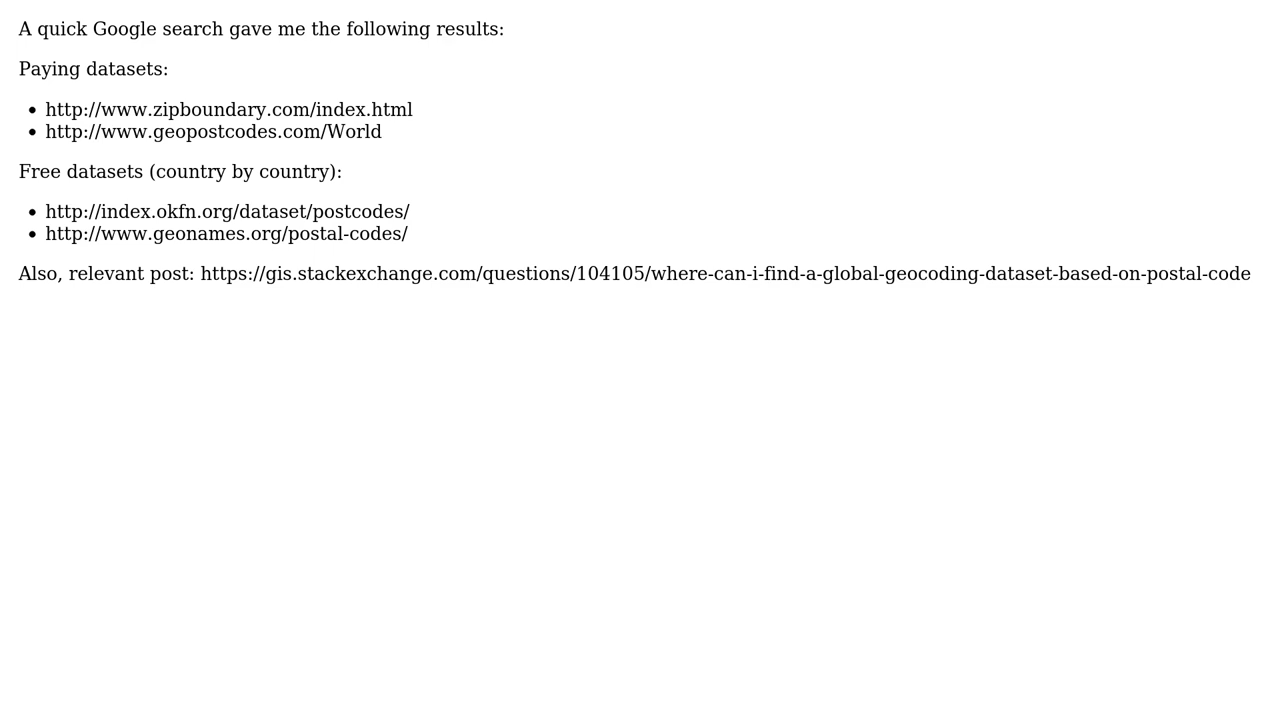 A quick Google search gave me the following results:
Paying datasets:
• http://www.zipboundary.com/index.html
• http://www.geopostcodes.com/World
Free datasets (country by country):
• http://index.okfn.org/dataset/postcodes/
• http://www.geonames.org/postal-codes/
Also, relevant post: https://gis.stackexchange.com/questions/104105/where-can-i-find-a-global-geocoding-dataset-based-on-postal-code